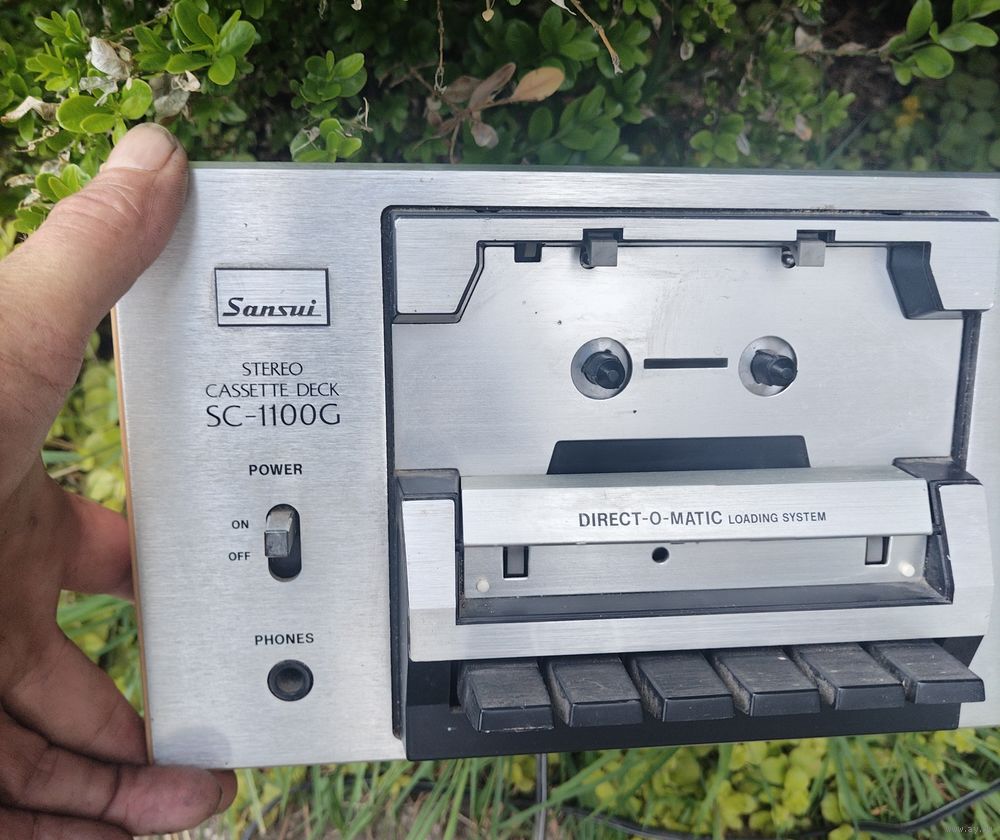 Sansui
STEREO
CASSETTE DECK
SC-1100G
POWER
ON
OFF
PHONES
DIRECT-O-MATIC LOADING SYSTEM